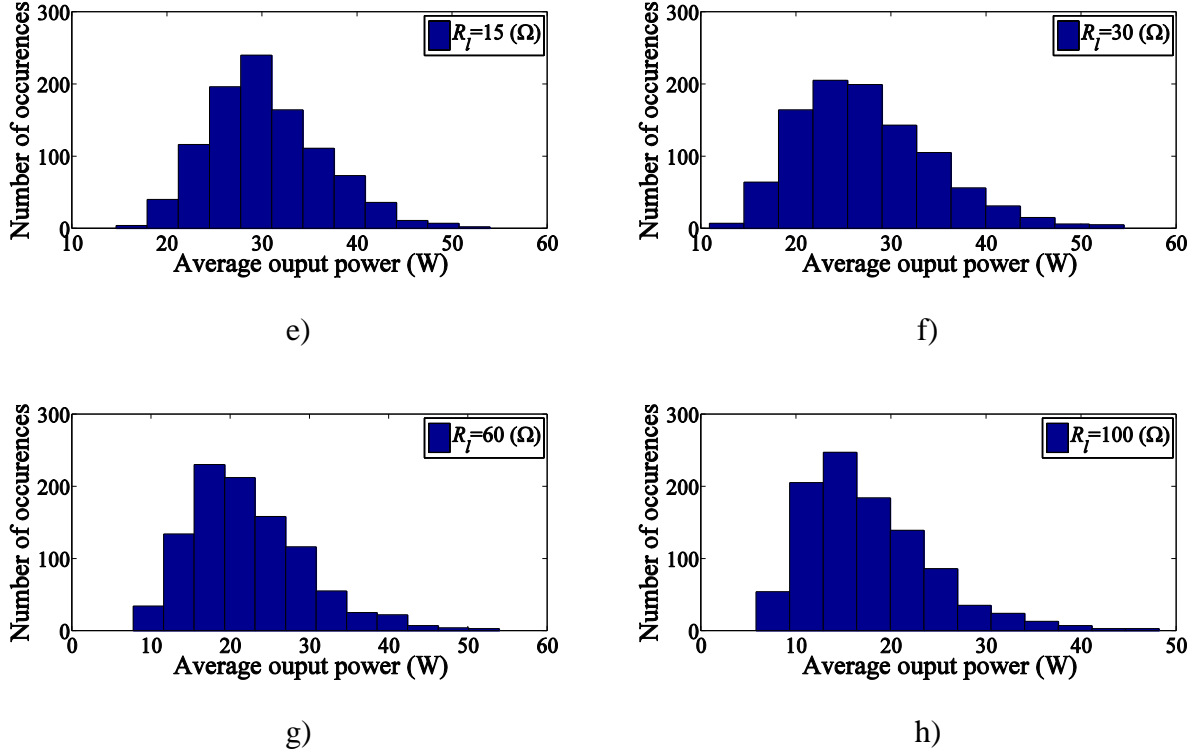 300
200
100
0
Number of occurences
R_l=15 (Ω)
10 20 30 40 50 60
Average ouput power (W)
e)
300
200
100
0
Number of occurences
R_l=30 (Ω)
10 20 30 40 50 60
Average ouput power (W)
f)
300
200
100
0
Number of occurences
R_l=60 (Ω)
0 10 20 30 40 50 60
Average ouput power (W)
g)
300
200
100
0
Number of occurences
R_l=100 (Ω)
0 10 20 30 40 50
Average ouput power (W)
h)